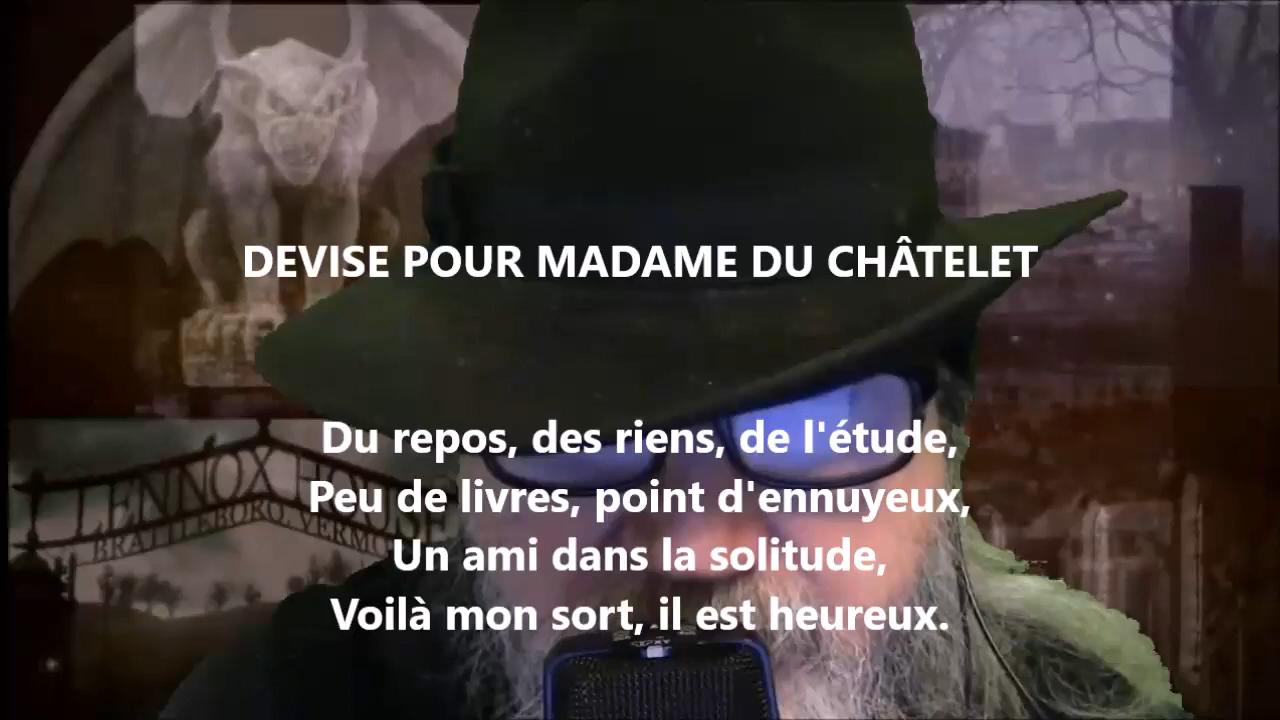 DEVISE POUR MADAME DU CHÂTELET
Du repos, des riens, de l'étude,
Peu de livres, point d'ennuyeux,
Un ami dans la solitude,
Voilà mon sort, il est heureux.
LENNOX HOUSE
BRATTLEBORO, VERMO